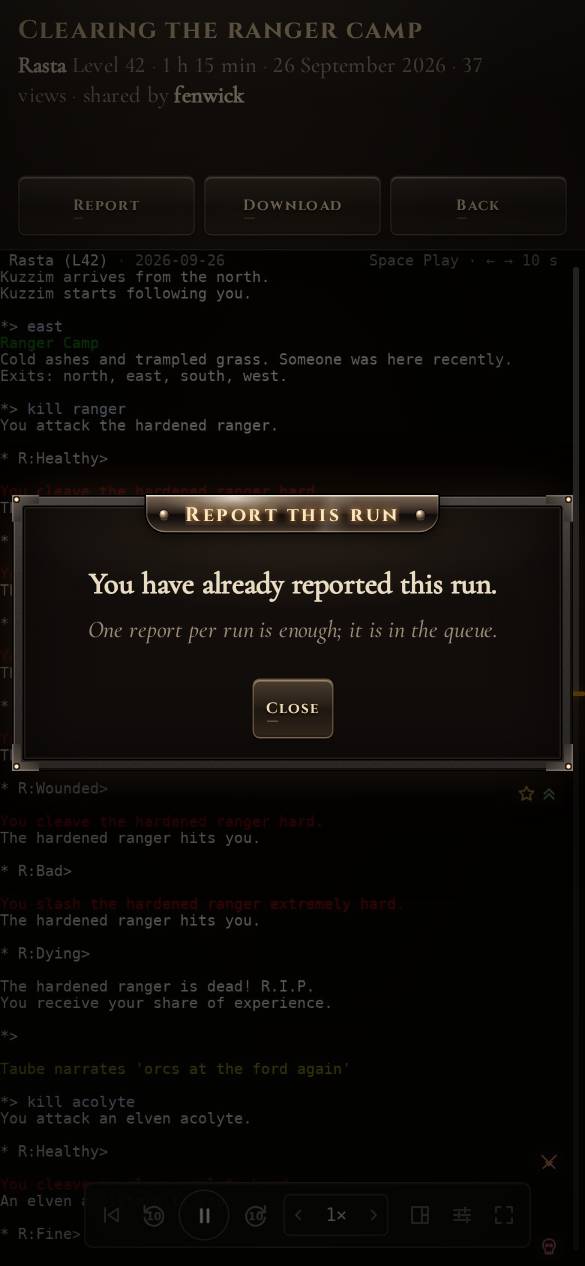 Clearing the ranger camp
Rasta Level 42 · 1 h 15 min · 26 September 2026 · 37
views · shared by fenwick
Report Download Back
Rasta (L42) · 2026-09-26 Space Play · ← → 10 s
Kuzzim arrives from the north.
Kuzzim starts following you.
*> east
Ranger Camp
Cold ashes and trampled grass. Someone was here recently.
Exits: north, east, south, west.
*> kill ranger
You attack the hardened ranger.
* R:Healthy>
You cleave the hardened ranger hard.
Report this run
You have already reported this run.
One report per run is enough; it is in the queue.
Close
* R:Wounded>
You cleave the hardened ranger hard.
The hardened ranger hits you.
* R:Bad>
You slash the hardened ranger extremely hard.
The hardened ranger hits you.
* R:Dying>
The hardened ranger is dead! R.I.P.
You receive your share of experience.
*>
Taube narrates 'orcs at the ford again'
*> kill acolyte
You attack an elven acolyte.
* R:Healthy>
You cleave
An elven
10 10 1×
* R:Fine>